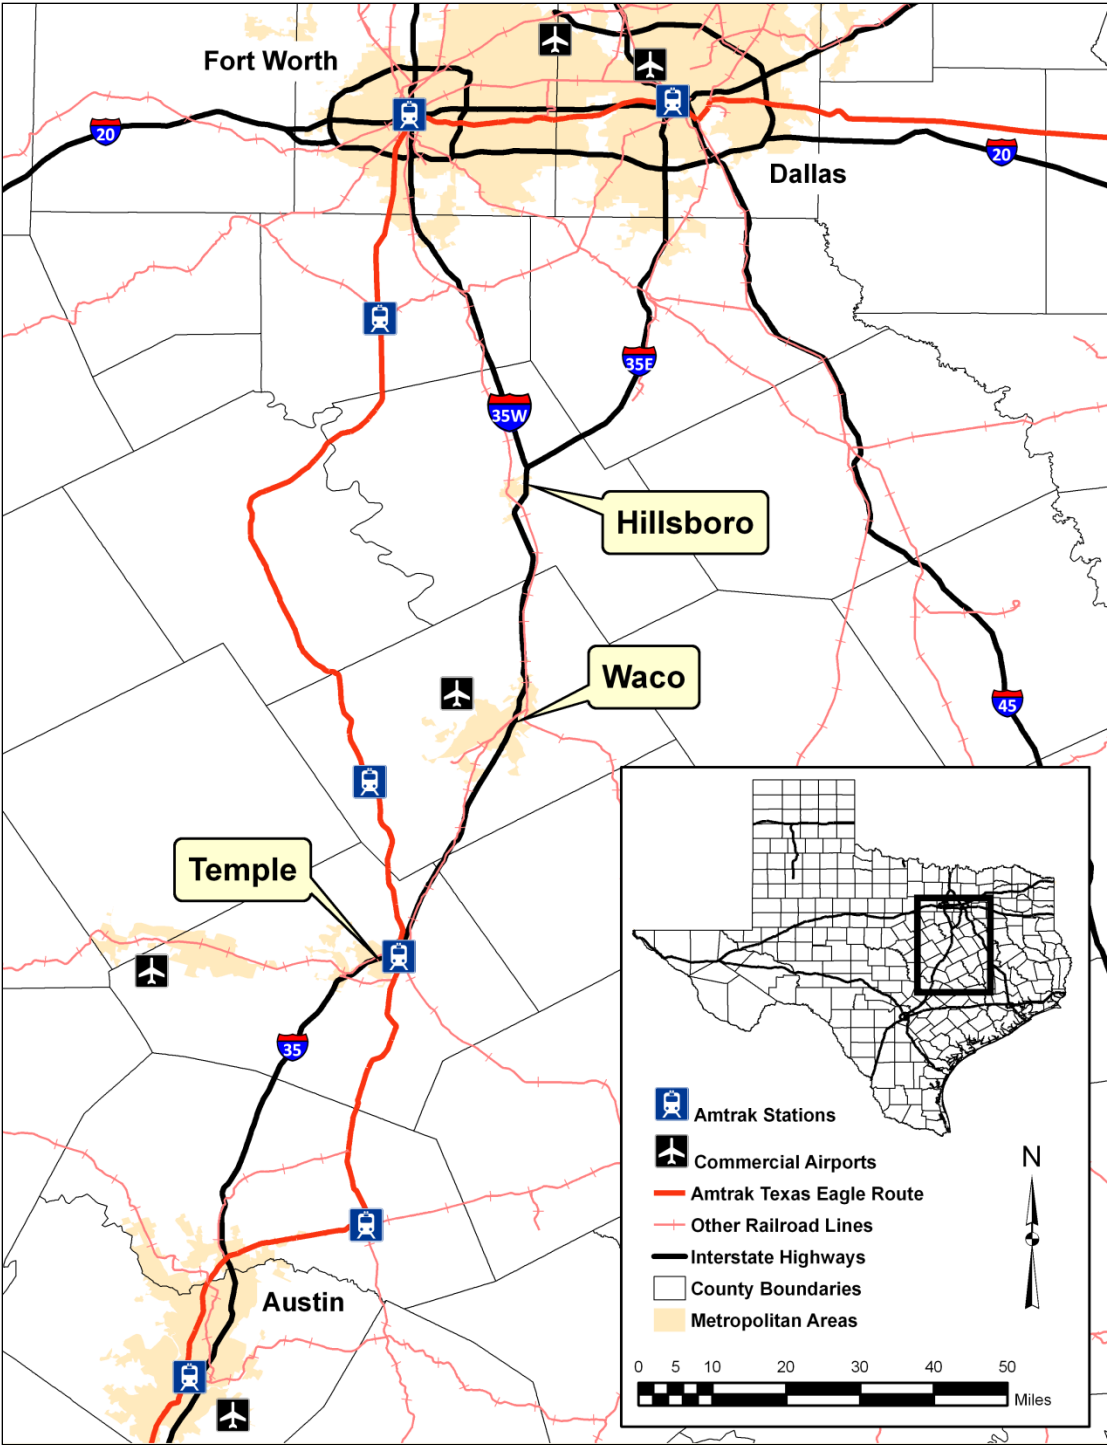 Fort Worth
20
Dallas
20
35E
35W
Hillsboro
Waco
45
Temple
35
Austin
Amtrak Stations
Commercial Airports
Amtrak Texas Eagle Route
Other Railroad Lines
Interstate Highways
County Boundaries
Metropolitan Areas
N
0 5 10 20 30 40 50
Miles